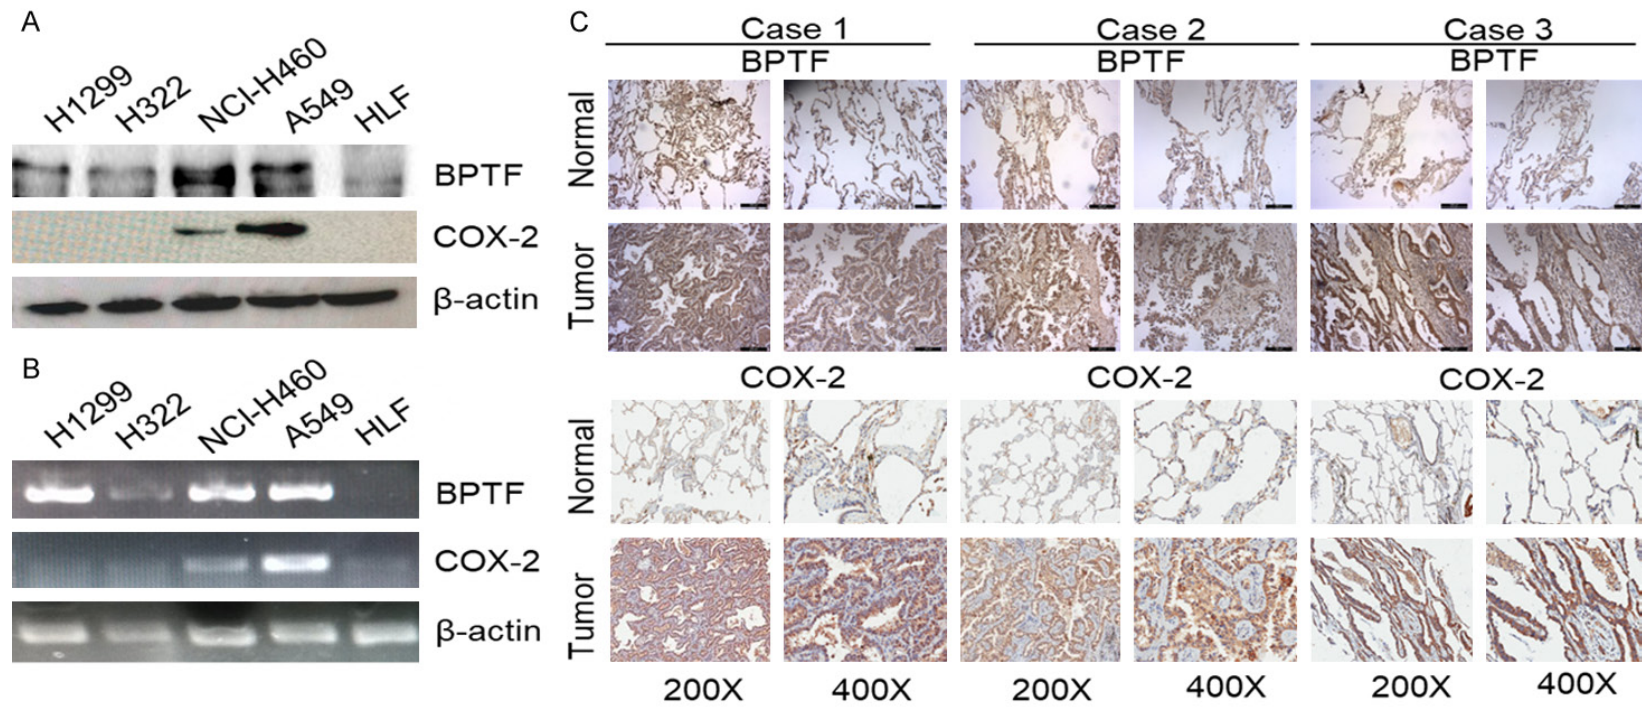 A
H1299 H322 NCI-H460 A549 HLF
BPTF
COX-2
β-actin
B
H1299 H322 NCI-H460 A549 HLF
BPTF
COX-2
β-actin
C
Case 1 Case 2 Case 3
BPTF BPTF BPTF
Normal
Tumor
COX-2 COX-2 COX-2
Normal
Tumor
200X 400X 200X 400X 200X 400X